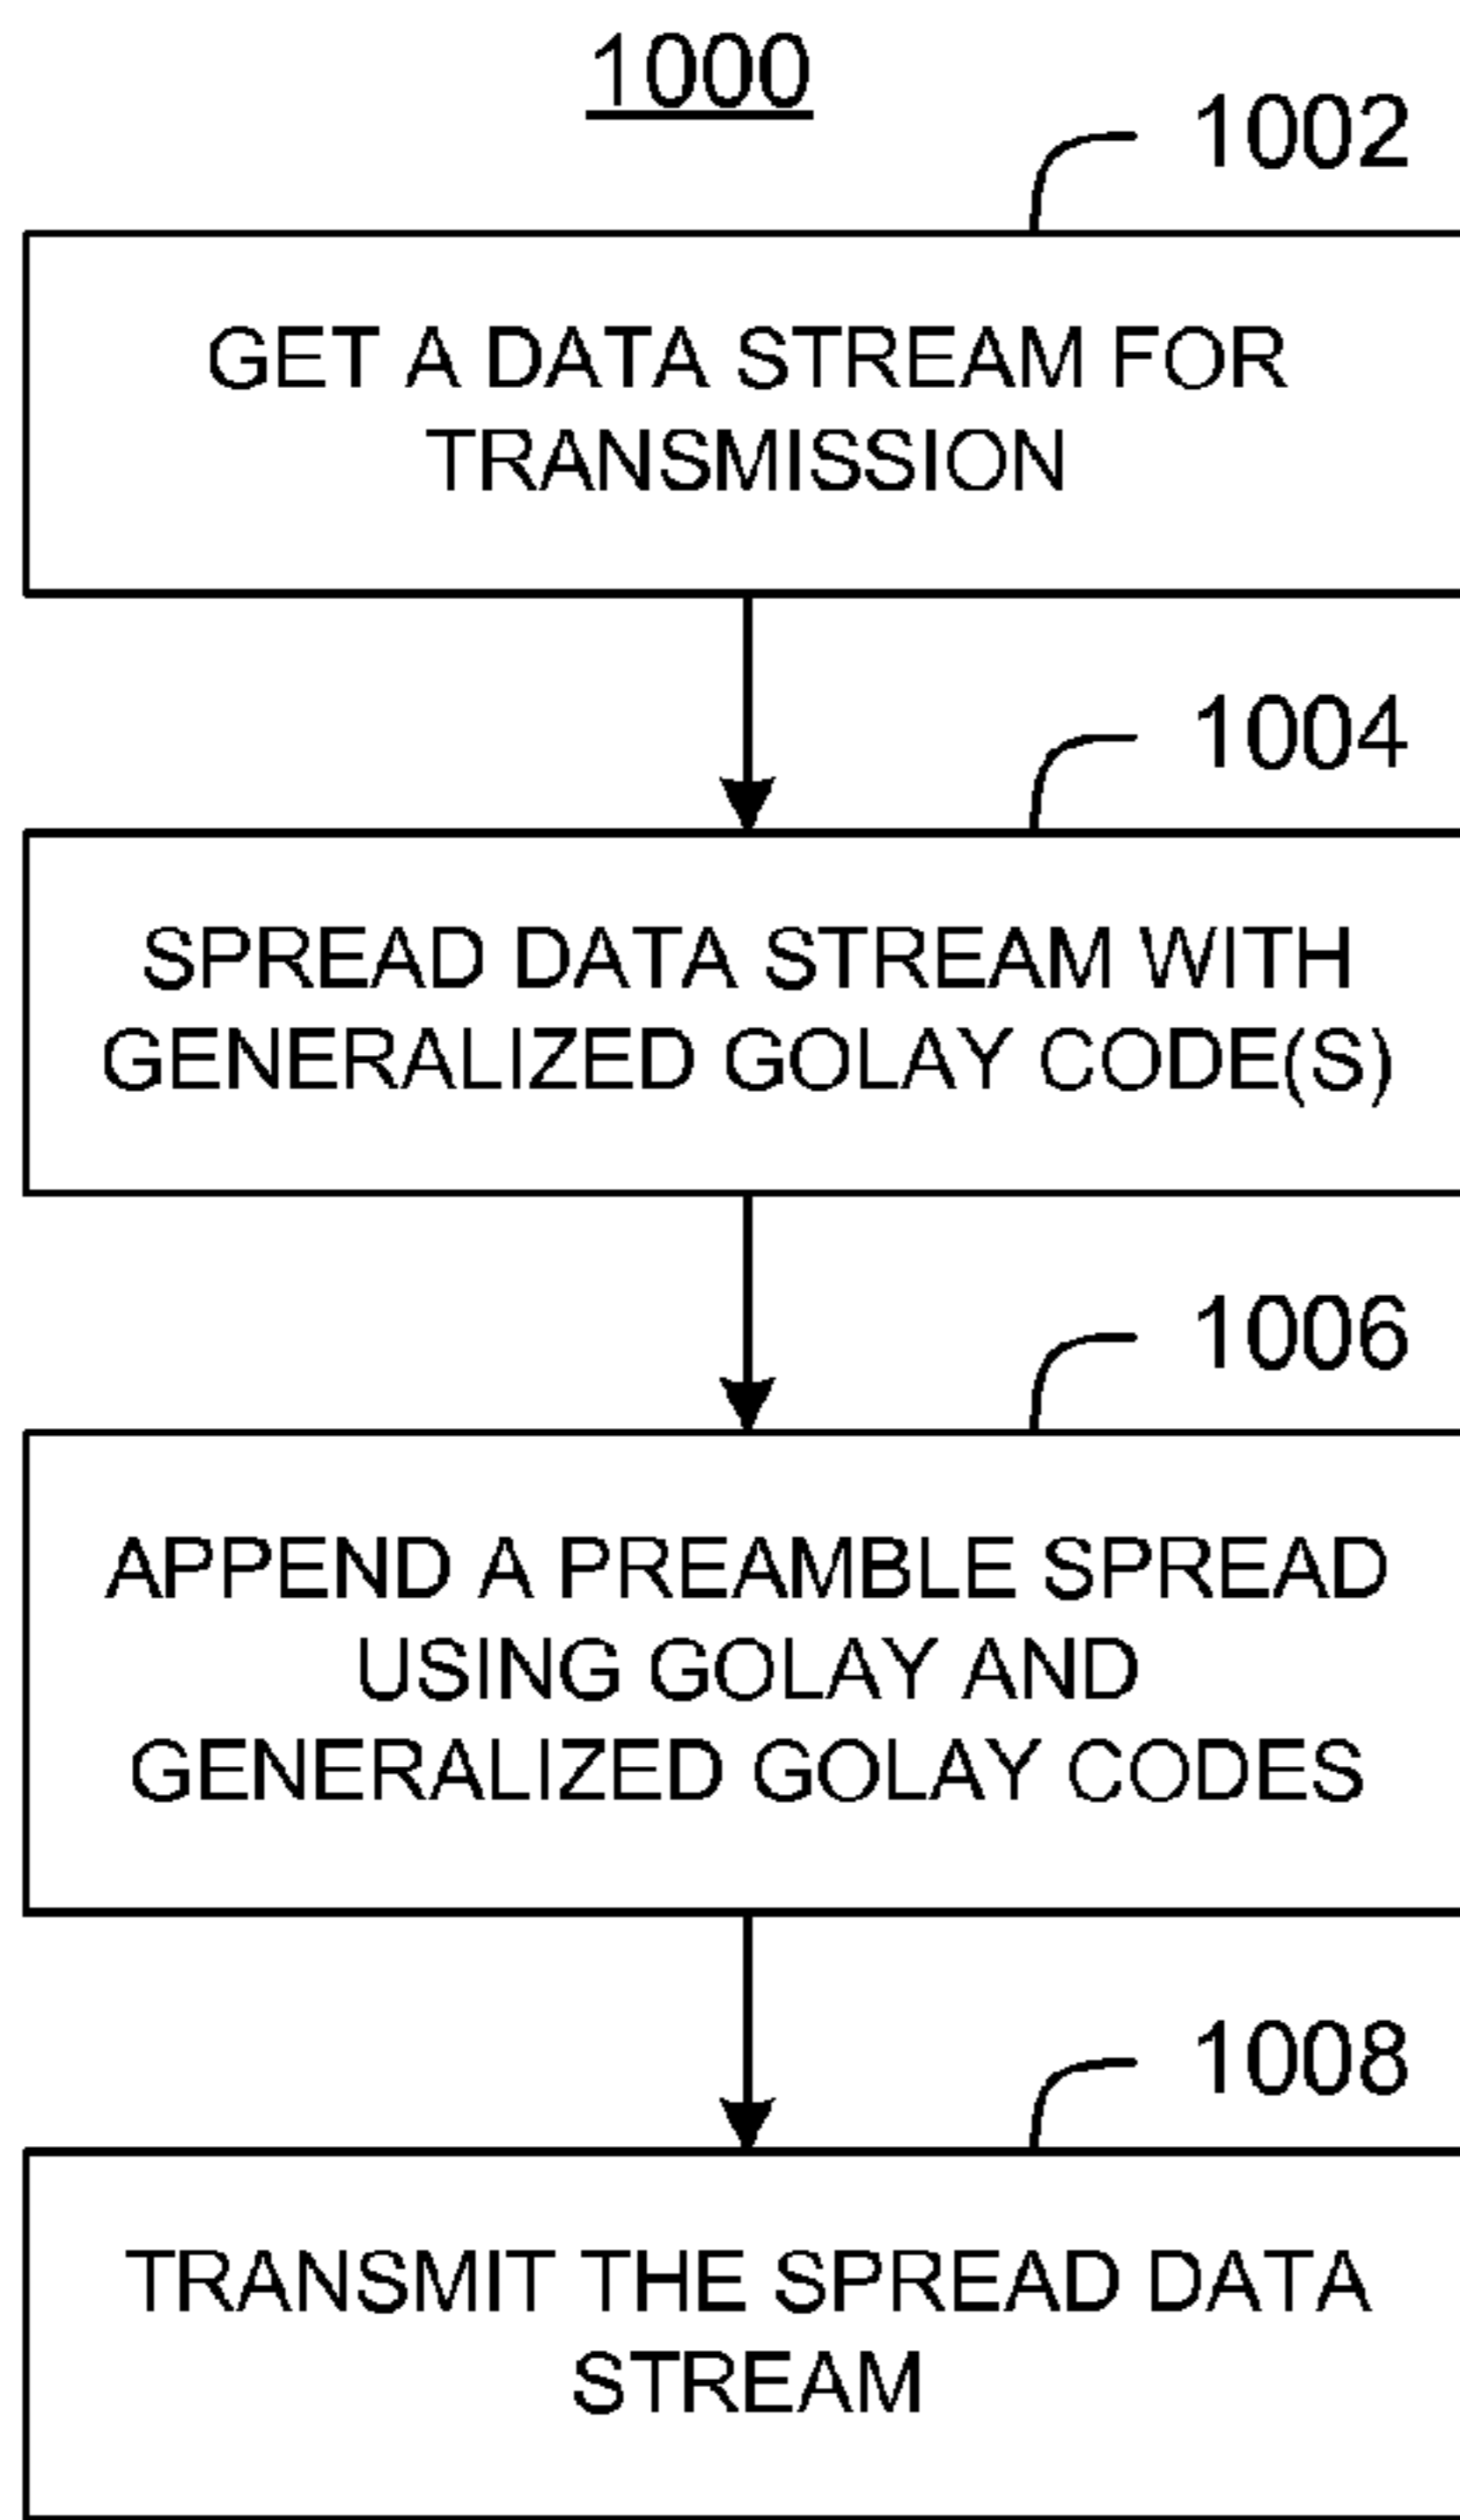 1000
1002
GET A DATA STREAM FOR
TRANSMISSION
1004
SPREAD DATA STREAM WITH
GENERALIZED GOLAY CODE(S)
1006
APPEND A PREAMBLE SPREAD
USING GOLAY AND
GENERALIZED GOLAY CODES
1008
TRANSMIT THE SPREAD DATA
STREAM